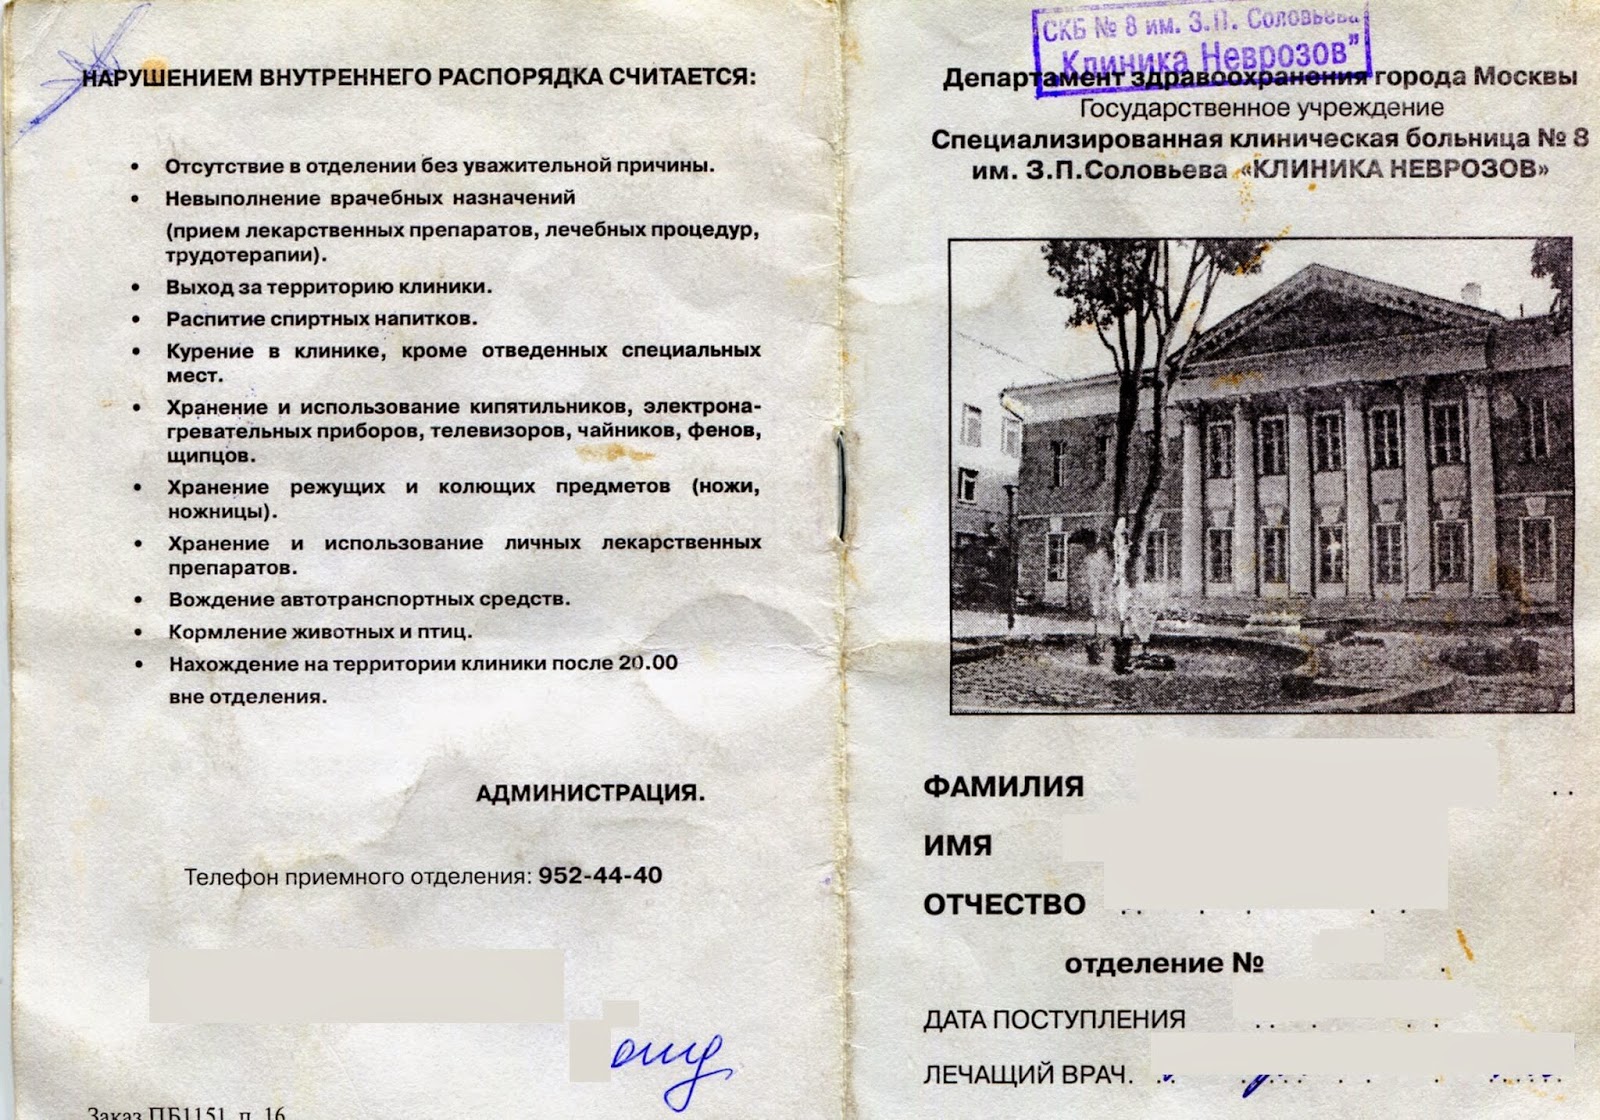 НАРУШЕНИЕМ ВНУТРЕННЕГО РАСПОРЯДКА СЧИТАЕТСЯ:
• Отсутствие в отделении без уважительной причины.
• Невыполнение врачебных назначений
(прием лекарственных препаратов, лечебных процедур,
трудотерапии).
• Выход за территорию клиники.
• Распитие спиртных напитков.
• Курение в клинике, кроме отведенных специальных
мест.
• Хранение и использование кипятильников, электрона-
гревательных приборов, телевизоров, чайников, фенов,
щипцов.
• Хранение режущих и колющих предметов (ножи,
ножницы).
• Хранение и использование личных лекарственных
препаратов.
• Вождение автотранспортных средств.
• Кормление животных и птиц.
• Нахождение на территории клиники после 20.00
вне отделения.
АДМИНИСТРАЦИЯ.
Телефон приемного отделения: 952-44-40
Заказ ПБ1151, п. 16
СКБ № 8 им. З.П. Соловьева
"Клиника Неврозов"
Департамент здравоохранения города Москвы
Государственное учреждение
Специализированная клиническая больница № 8
им. З.П.Соловьева «КЛИНИКА НЕВРОЗОВ»
ФАМИЛИЯ
ИМЯ
ОТЧЕСТВО
отделение №
ДАТА ПОСТУПЛЕНИЯ
ЛЕЧАЩИЙ ВРАЧ.